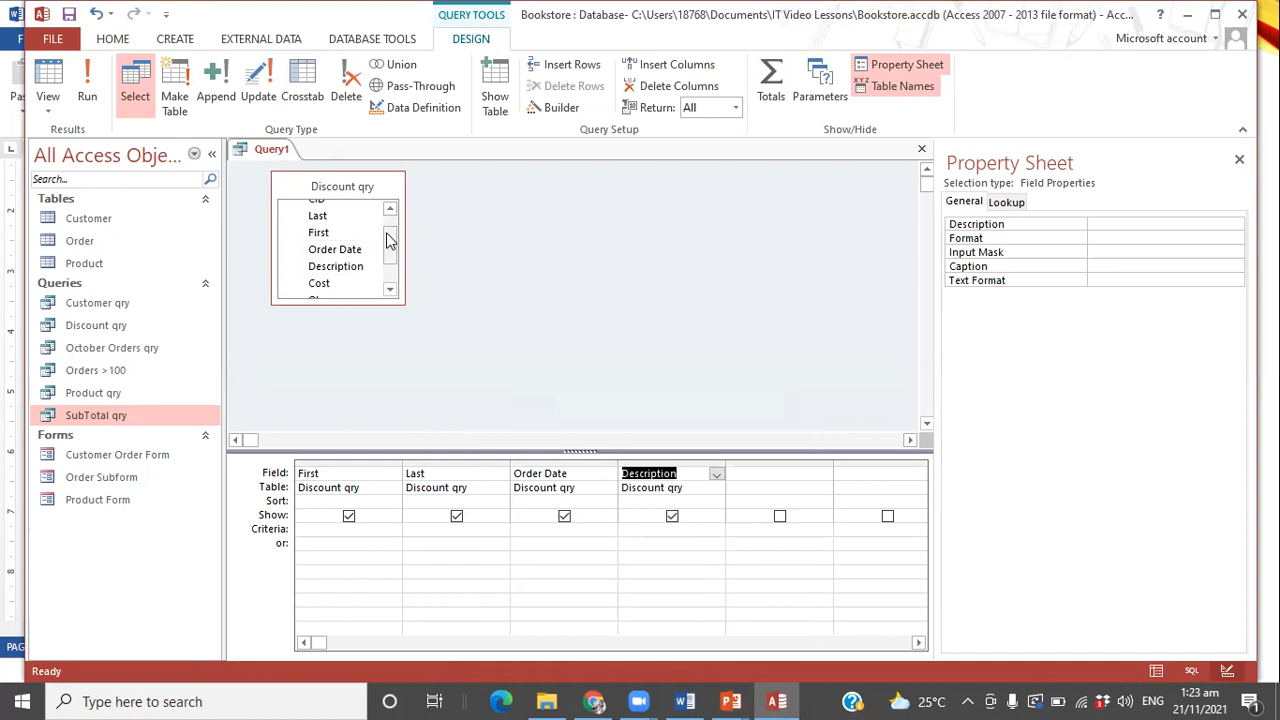 QUERY TOOLS
Bookstore : Database- C:\Users\18768\Documents\IT Video Lessons\Bookstore.accdb (Access 2007 - 2013 file format) - Acc...
FILE
HOME
CREATE
EXTERNAL DATA
DATABASE TOOLS
DESIGN
Microsoft account
View
Run
Select
Make Table
Append
Update
Crosstab
Delete
Union
Pass-Through
Data Definition
Show Table
Insert Rows
Delete Rows
Builder
Insert Columns
Delete Columns
Return: All
Totals
Parameters
Property Sheet
Table Names
Results
Query Type
Query Setup
Show/Hide
All Access Obje...
Search...
Tables
Customer
Order
Product
Queries
Customer qry
Discount qry
October Orders qry
Orders >100
Product qry
SubTotal qry
Forms
Customer Order Form
Order Subform
Product Form
Query1
Discount qry
CID
Last
First
Order Date
Description
Cost
Field: First Last Order Date Description
Table: Discount qry Discount qry Discount qry Discount qry
Sort:
Show:
Criteria:
or:
Property Sheet
Selection type: Field Properties
General Lookup
Description
Format
Input Mask
Caption
Text Format
PAG
Ready
SQL
Type here to search
25°C
ENG
1:23 am
21/11/2021